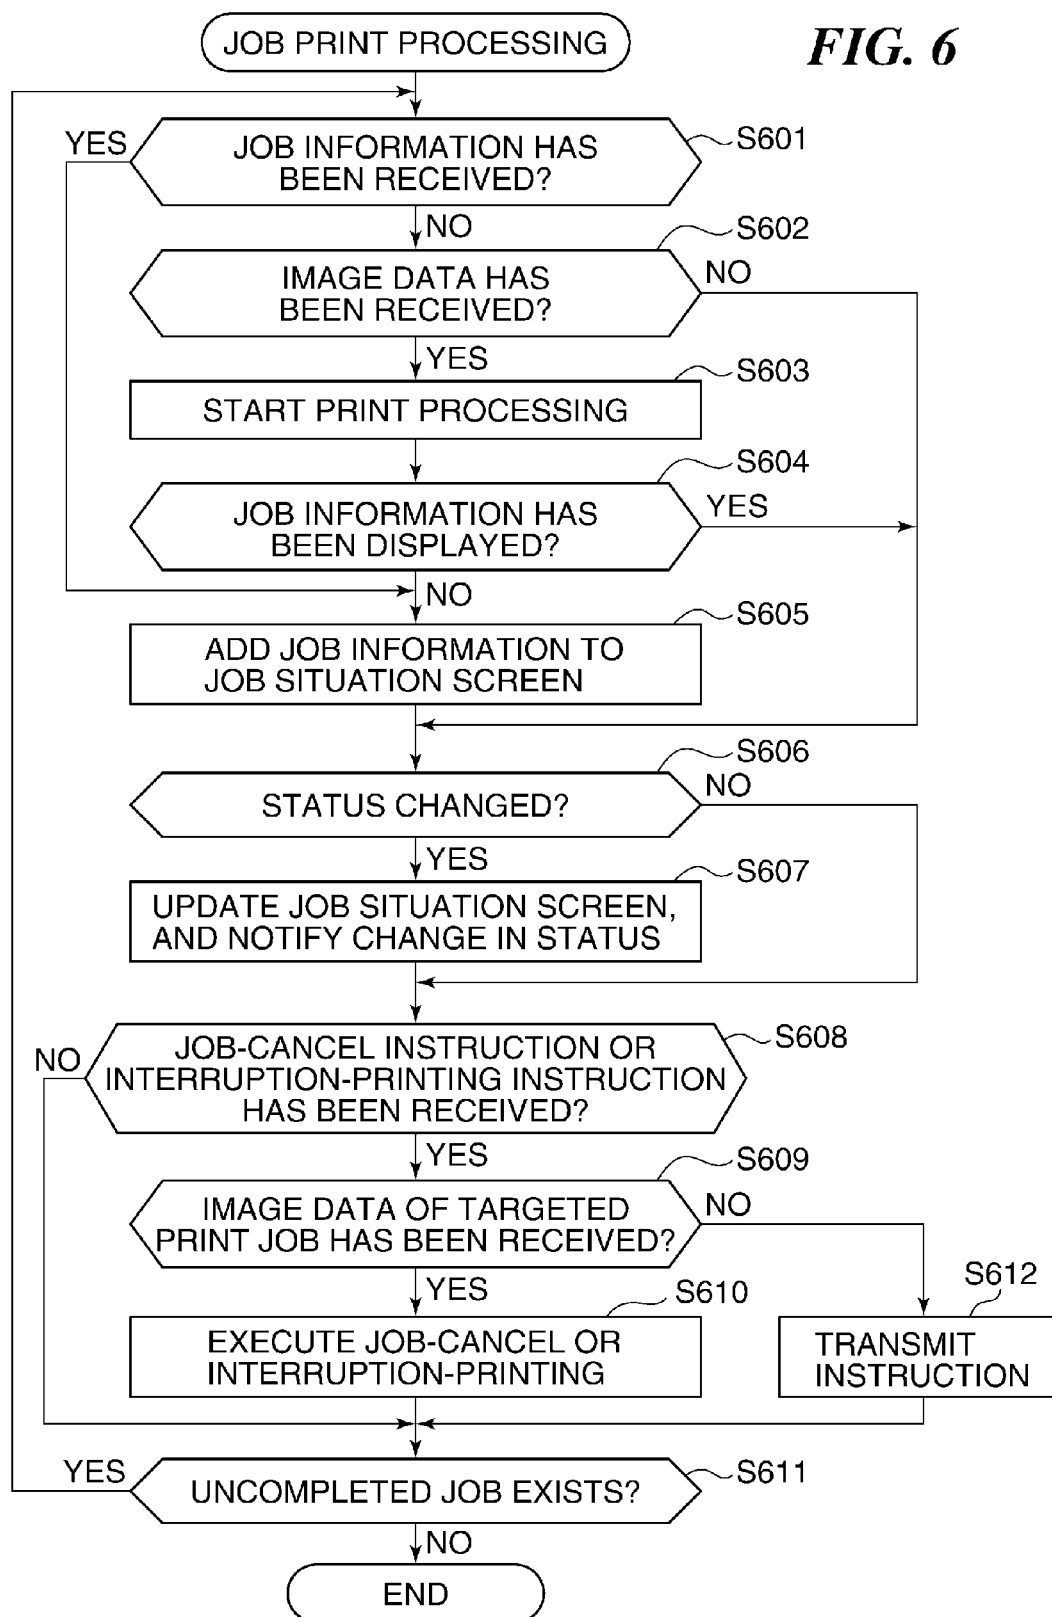 JOB PRINT PROCESSING
FIG. 6
YES
JOB INFORMATION HAS
BEEN RECEIVED?
S601
NO
S602
IMAGE DATA HAS
BEEN RECEIVED?
NO
YES
S603
START PRINT PROCESSING
S604
JOB INFORMATION HAS
BEEN DISPLAYED?
YES
NO
S605
ADD JOB INFORMATION TO
JOB SITUATION SCREEN
S606
STATUS CHANGED?
NO
YES
S607
UPDATE JOB SITUATION SCREEN,
AND NOTIFY CHANGE IN STATUS
S608
NO
JOB-CANCEL INSTRUCTION OR
INTERRUPTION-PRINTING INSTRUCTION
HAS BEEN RECEIVED?
YES
S609
IMAGE DATA OF TARGETED
PRINT JOB HAS BEEN RECEIVED?
NO
YES
S610
EXECUTE JOB-CANCEL OR
INTERRUPTION-PRINTING
S612
TRANSMIT
INSTRUCTION
YES
UNCOMPLETED JOB EXISTS?
S611
NO
END